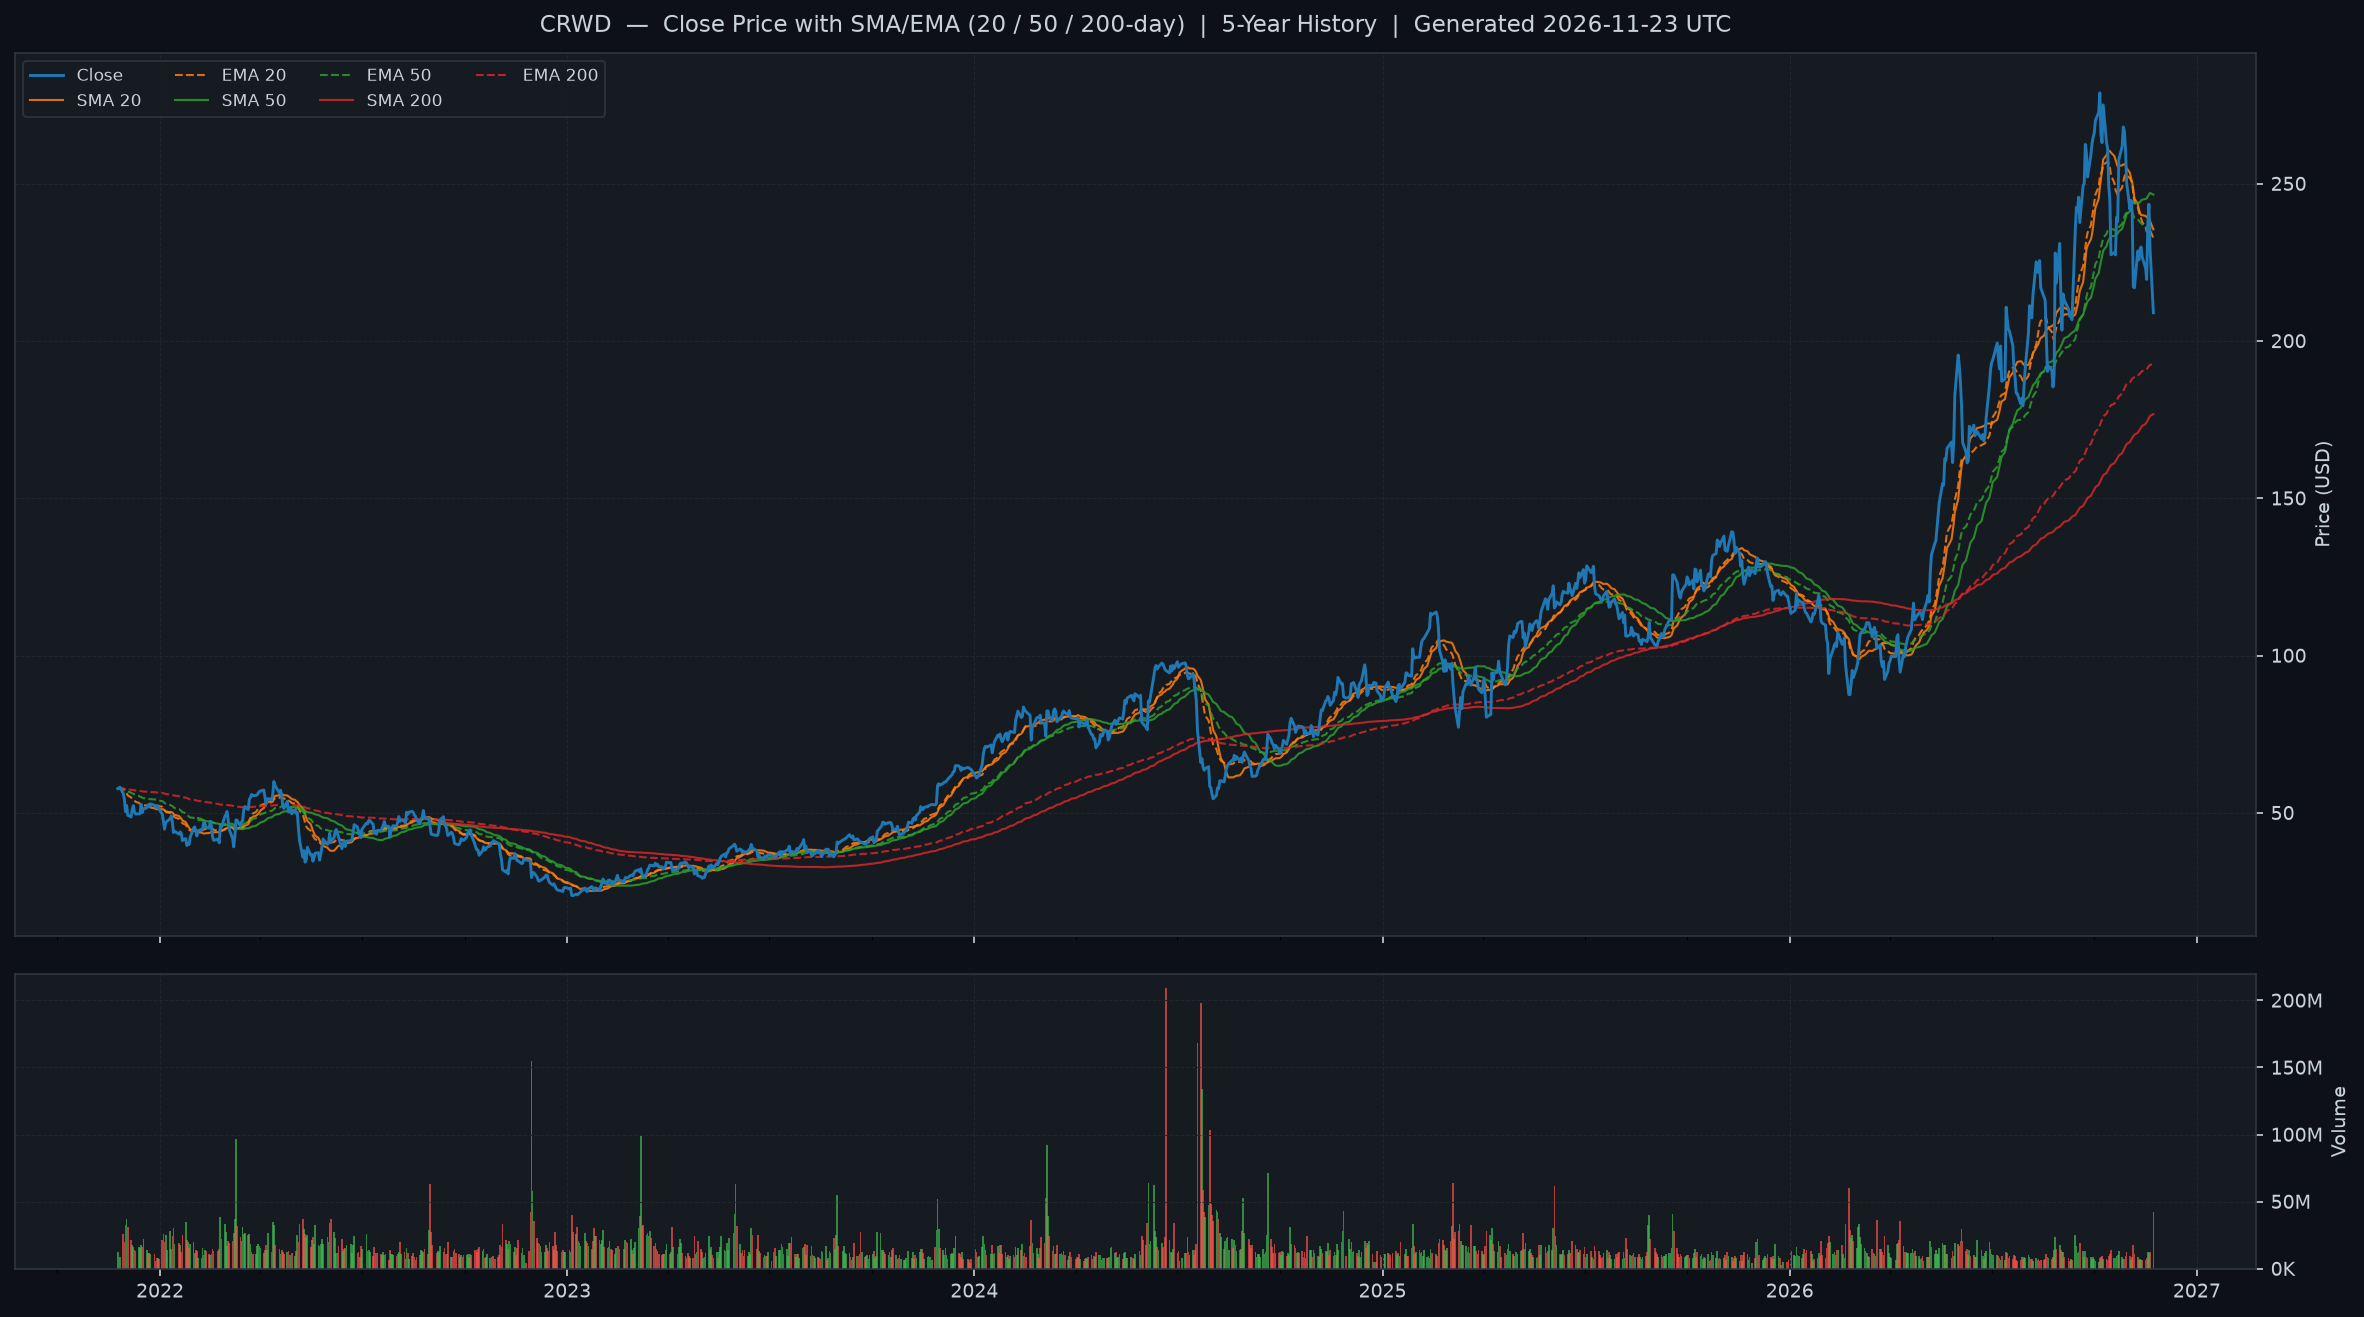 CRWD — Close Price with SMA/EMA (20 / 50 / 200-day) | 5-Year History | Generated 2026-11-23 UTC
Close EMA 20 EMA 50 EMA 200
SMA 20 SMA 50 SMA 200
250
200
150
100
50
Price (USD)
200M
150M
100M
50M
0K
Volume
2022 2023 2024 2025 2026 2027